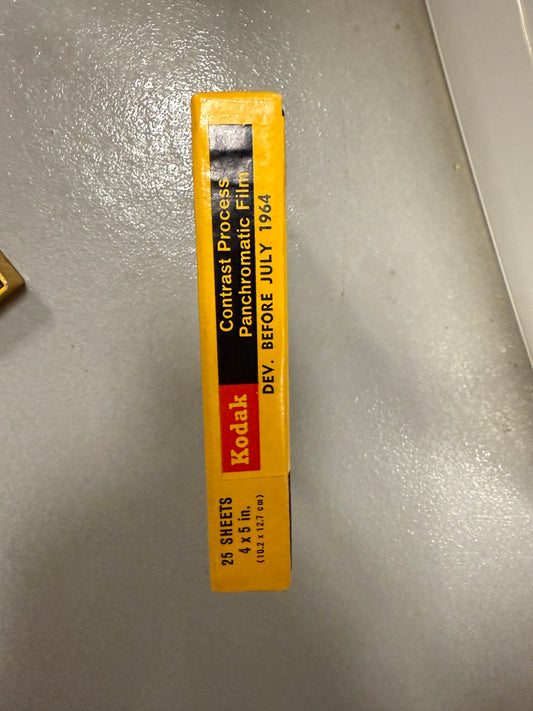 25 SHEETS
4 x 5 in.
(10.2 x 12.7 cm)
Kodak
Contrast Process
Panchromatic Film
DEV. BEFORE JULY 1964